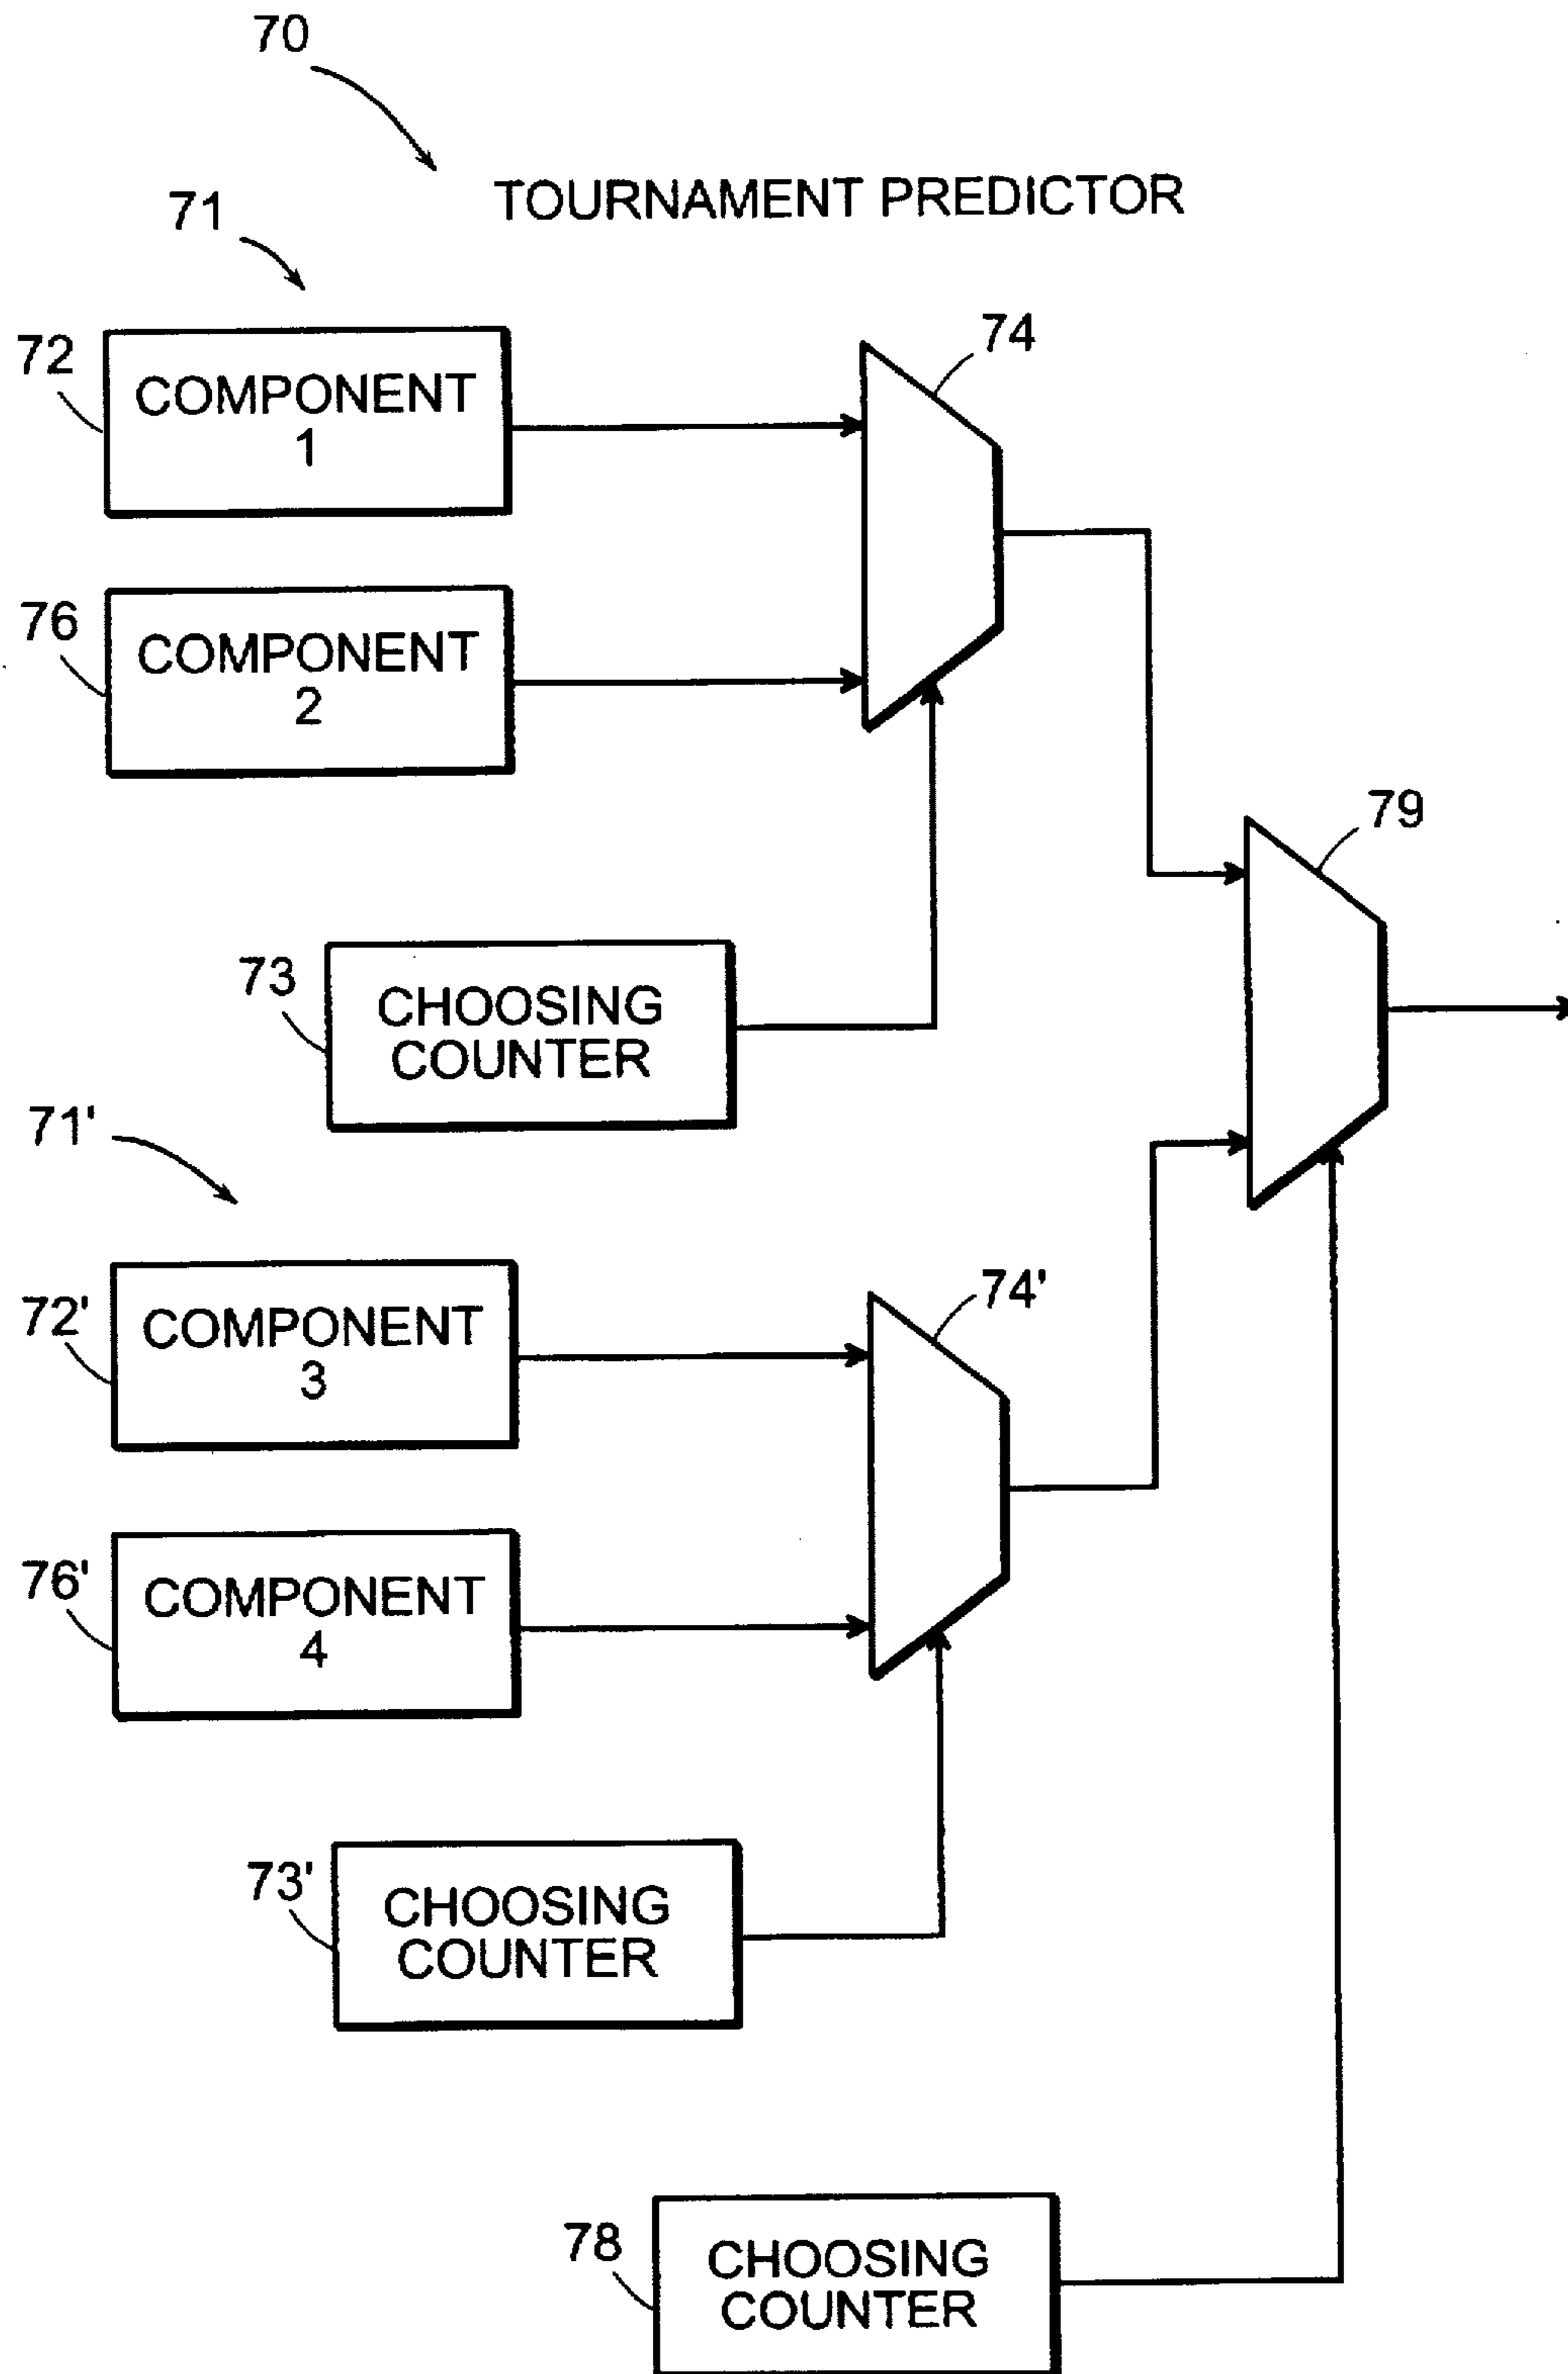 70
TOURNAMENT PREDICTOR
71
72
COMPONENT
1
74
76
COMPONENT
2
79
73
CHOOSING
COUNTER
71'
72'
COMPONENT
3
74'
76'
COMPONENT
4
73'
CHOOSING
COUNTER
78
CHOOSING
COUNTER